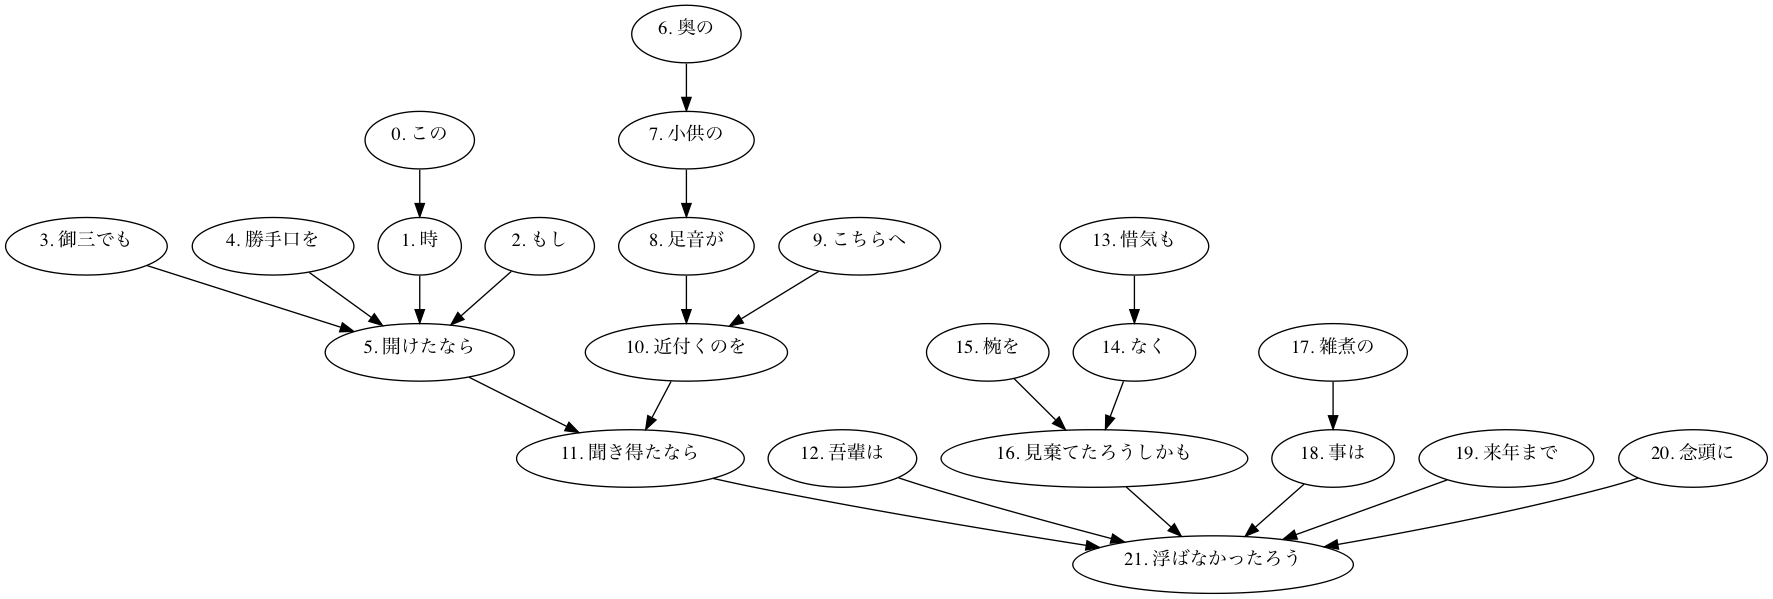 6. 奥の
0. この
7. 小供の
3. 御三でも
4. 勝手口を
1. 時
2. もし
8. 足音が
9. こちらへ
13. 惜気も
5. 開けたなら
10. 近付くのを
15. 椀を
14. なく
17. 雑煮の
11. 聞き得たなら
12. 吾輩は
16. 見棄てたろうしかも
18. 事は
19. 来年まで
20. 念頭に
21. 浮ばなかったろう